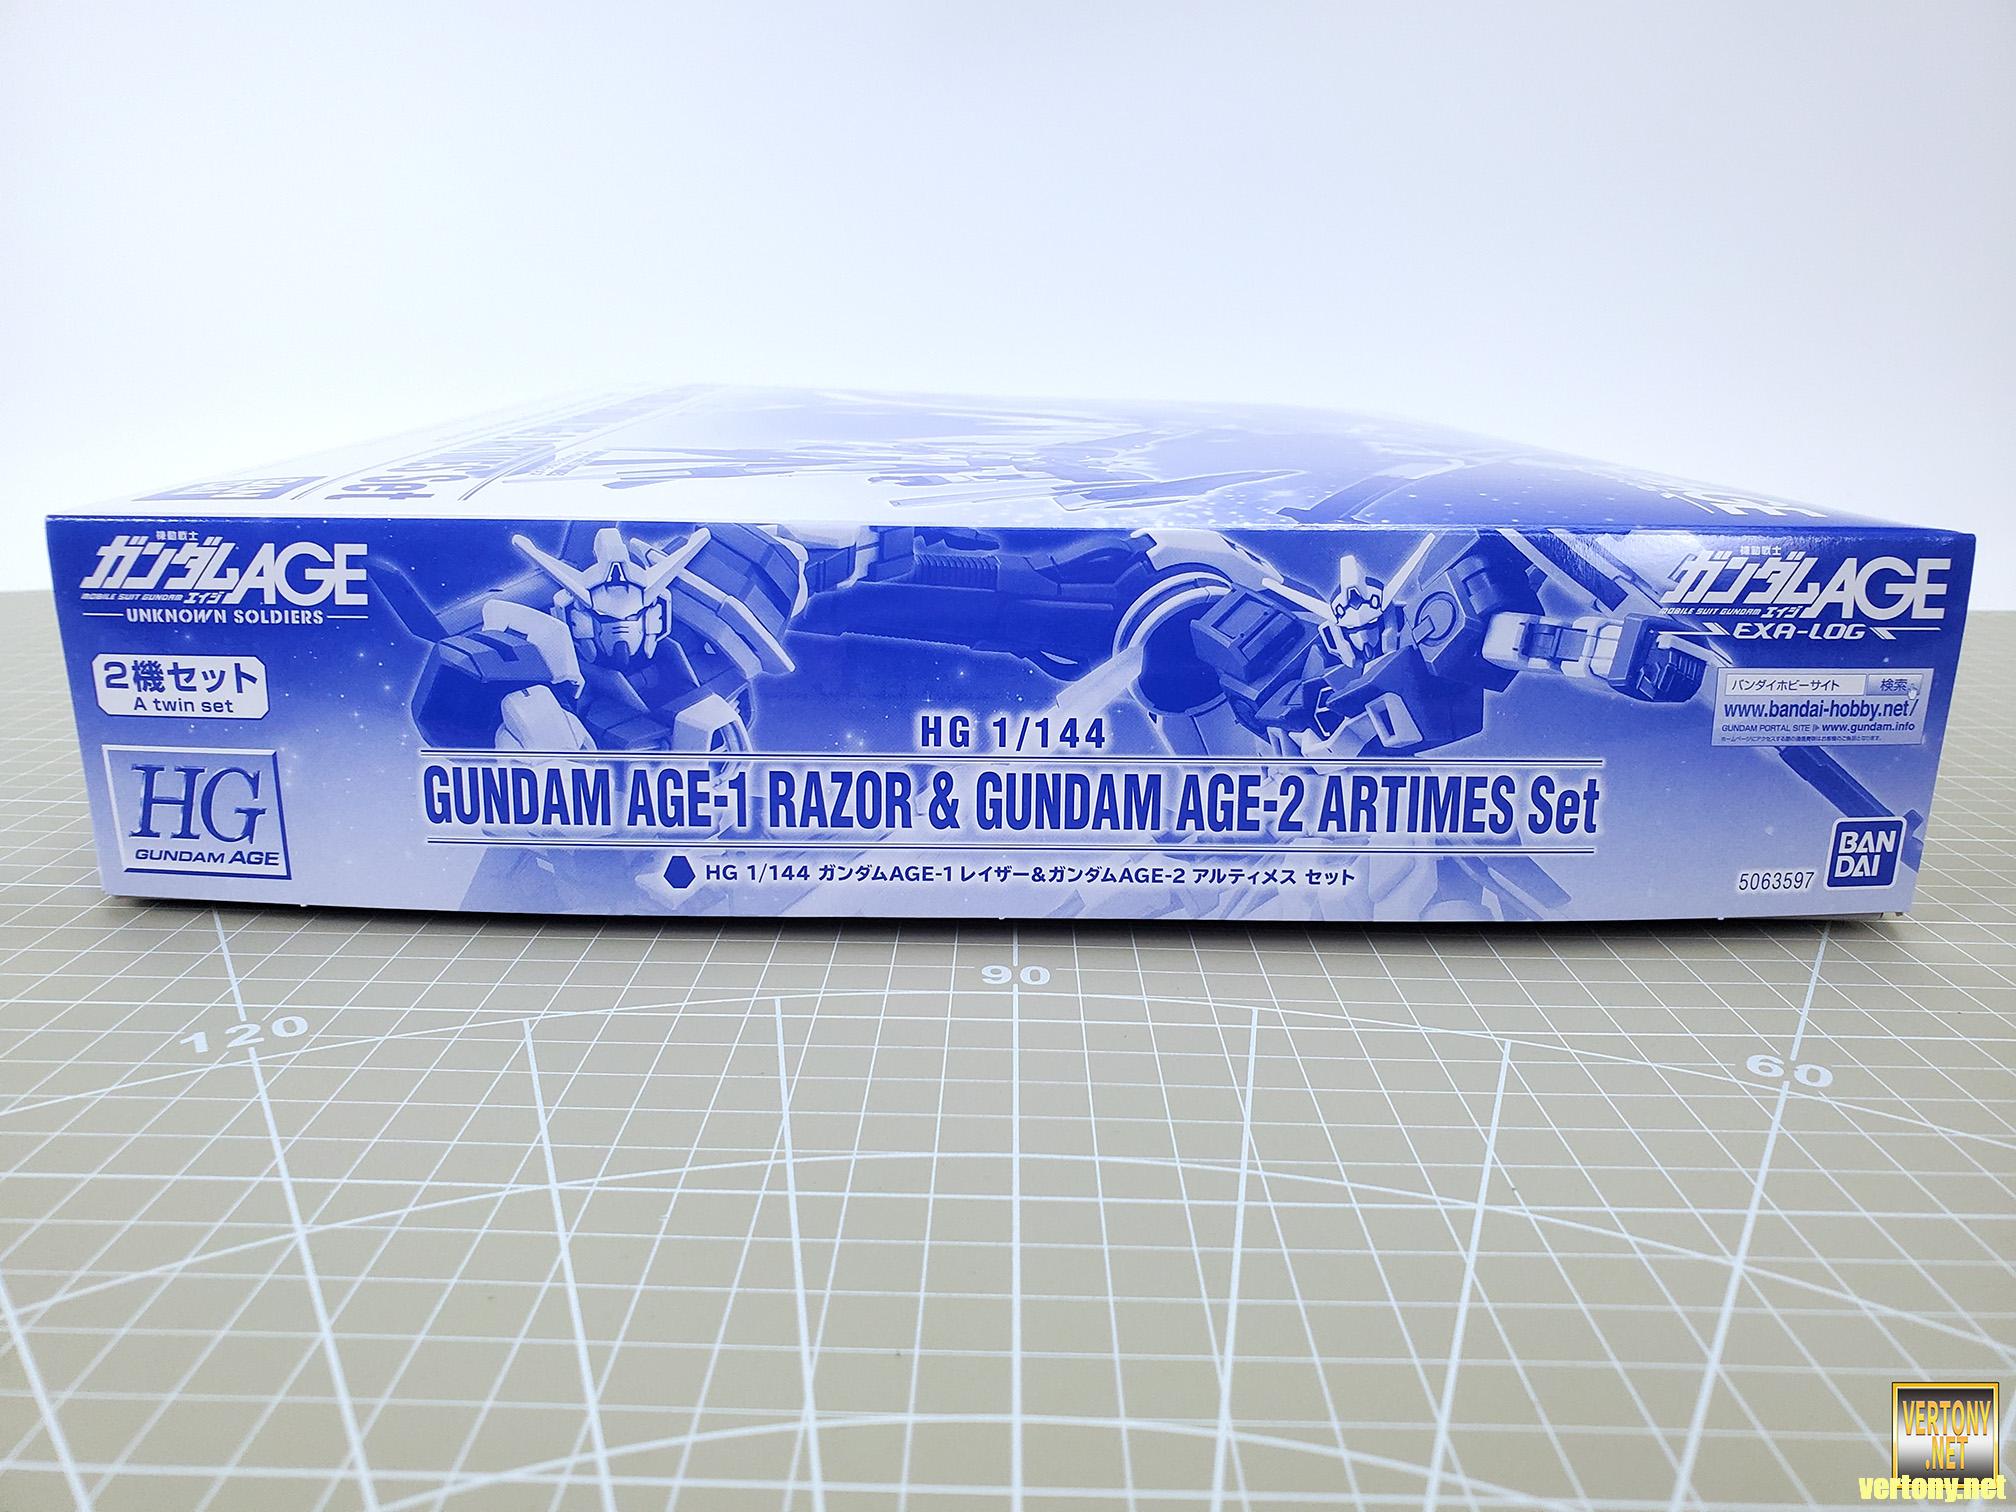 Set
機動戦士
ガンダムAGE
MOBILE SUIT GUNDAM エイジ
UNKNOWN SOLDIERS
2機セット
A twin set
HG
GUNDAM AGE
HG 1/144
GUNDAM AGE-1 RAZOR & GUNDAM AGE-2 ARTIMES Set
HG 1/144 ガンダムAGE-1 レイザー&ガンダムAGE-2 アルティメス セット
機動戦士
ガンダムAGE
MOBILE SUIT GUNDAM エイジ
EXA-LOG
バンダイホビーサイト 検索
www.bandai-hobby.net/
GUNDAM PORTAL SITE www.gundam.info
5063597
BAN
DAI
90
120
60
VERTONY
.NET
vertony.net